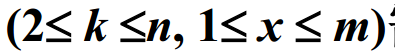 (2≤ k ≤n, 1≤ x ≤ m)